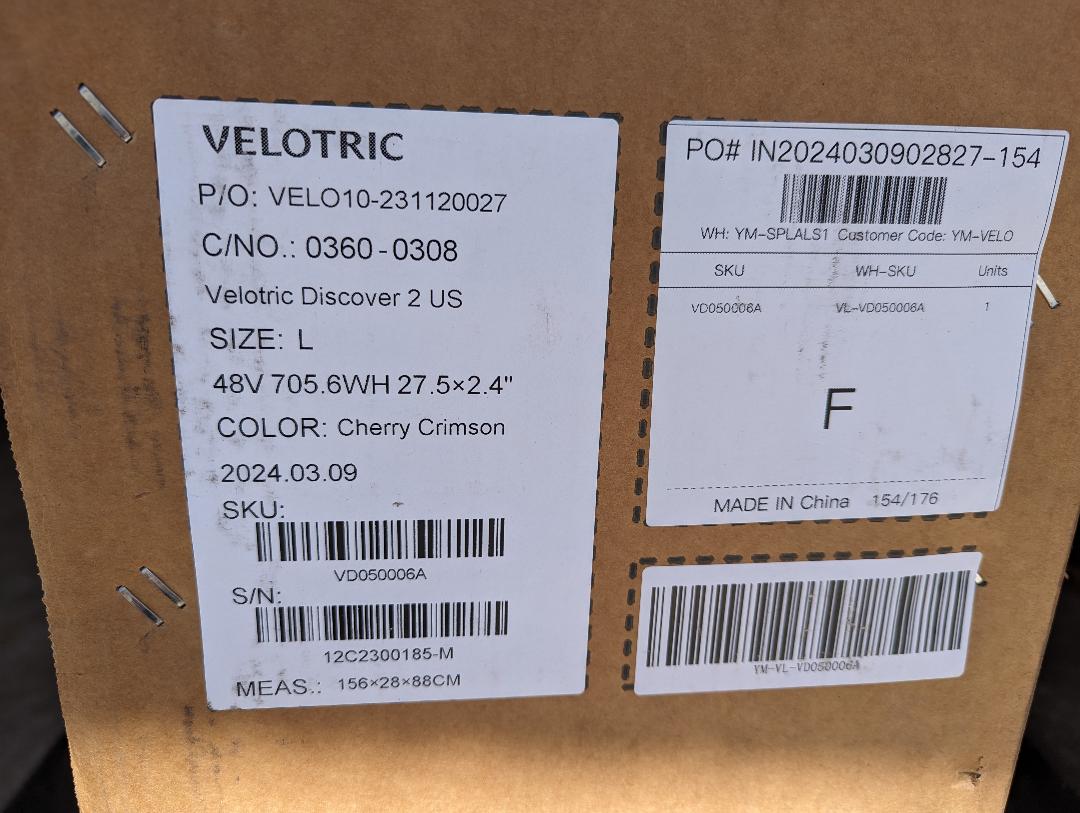 VELOTRIC
P/O: VELO10-231120027
C/NO.: 0360-0308
Velotric Discover 2 US
SIZE: L
48V 705.6WH 27.5×2.4"
COLOR: Cherry Crimson
2024.03.09
SKU:
VD050006A
S/N:
12C2300185-M
MEAS.: 156×28×88CM
PO# IN2024030902827-154
WH: YM-SPLALS1 Customer Code: YM-VELO
SKU WH-SKU Units
VD050006A VL-VD050006A 1
F
MADE IN China 154/176
YM-VL-VD050006A